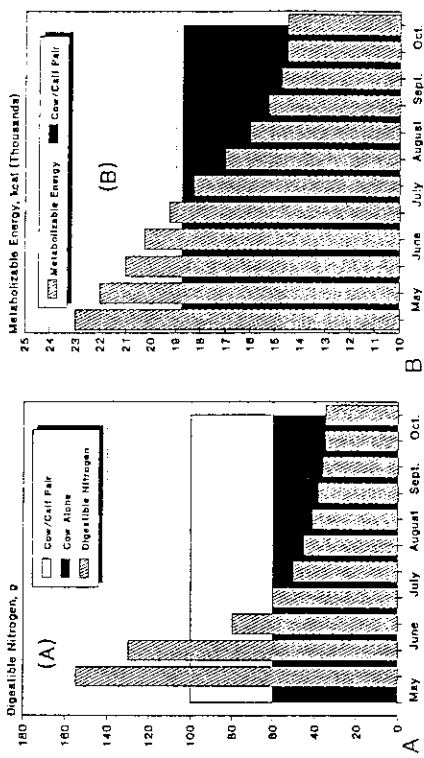 Digestible Nitrogen, g
(A)
Cow/Calf Pair
Cow Alone
Digestible Nitrogen
180
160
140
120
100
80
60
40
20
0
May
June
July
August
Sept.
Oct.
A
Metabolizable Energy, kcal (Thousands)
Metabolizable Energy
Cow/Calf Pair
(B)
25
24
23
22
21
20
19
18
17
16
15
14
13
12
11
10
May
June
July
August
Sept.
Oct.
B